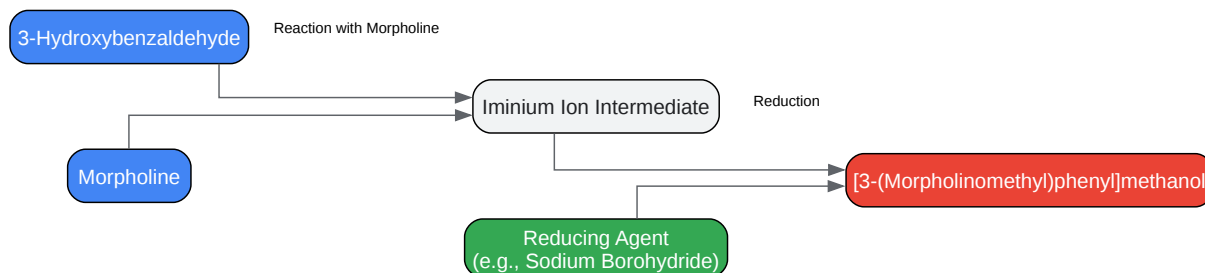 3-Hydroxybenzaldehyde
Reaction with Morpholine
Iminium Ion Intermediate
Reduction
Morpholine
[3-(Morpholinomethyl)phenyl]methanol
Reducing Agent
(e.g., Sodium Borohydride)